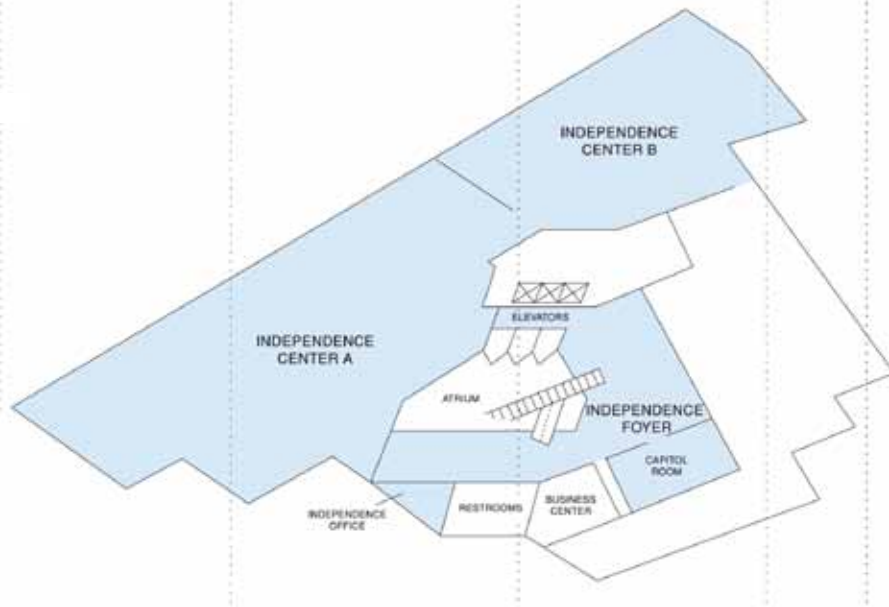 INDEPENDENCE
CENTER B
ELEVATORS
INDEPENDENCE
CENTER A
ATRIUM
INDEPENDENCE
FOYER
CAPITOL
ROOM
RESTROOMS
BUSINESS
CENTER
INDEPENDENCE
OFFICE